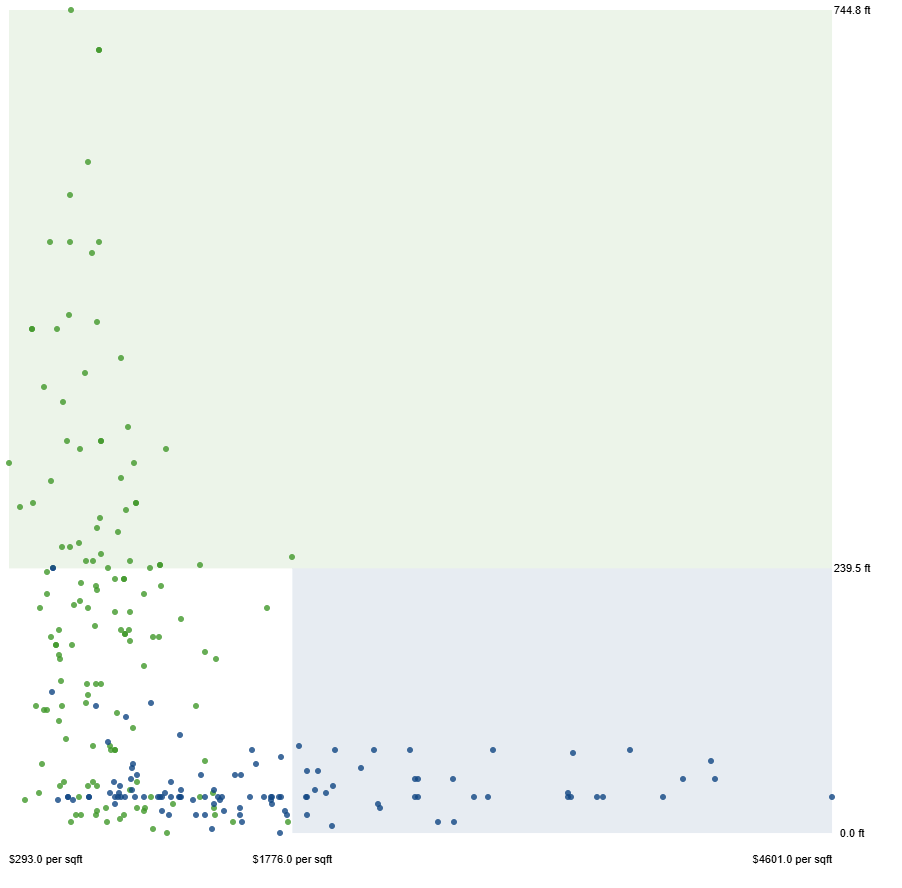 744.8 ft
239.5 ft
0.0 ft
$293.0 per sqft
$1776.0 per sqft
$4601.0 per sqft